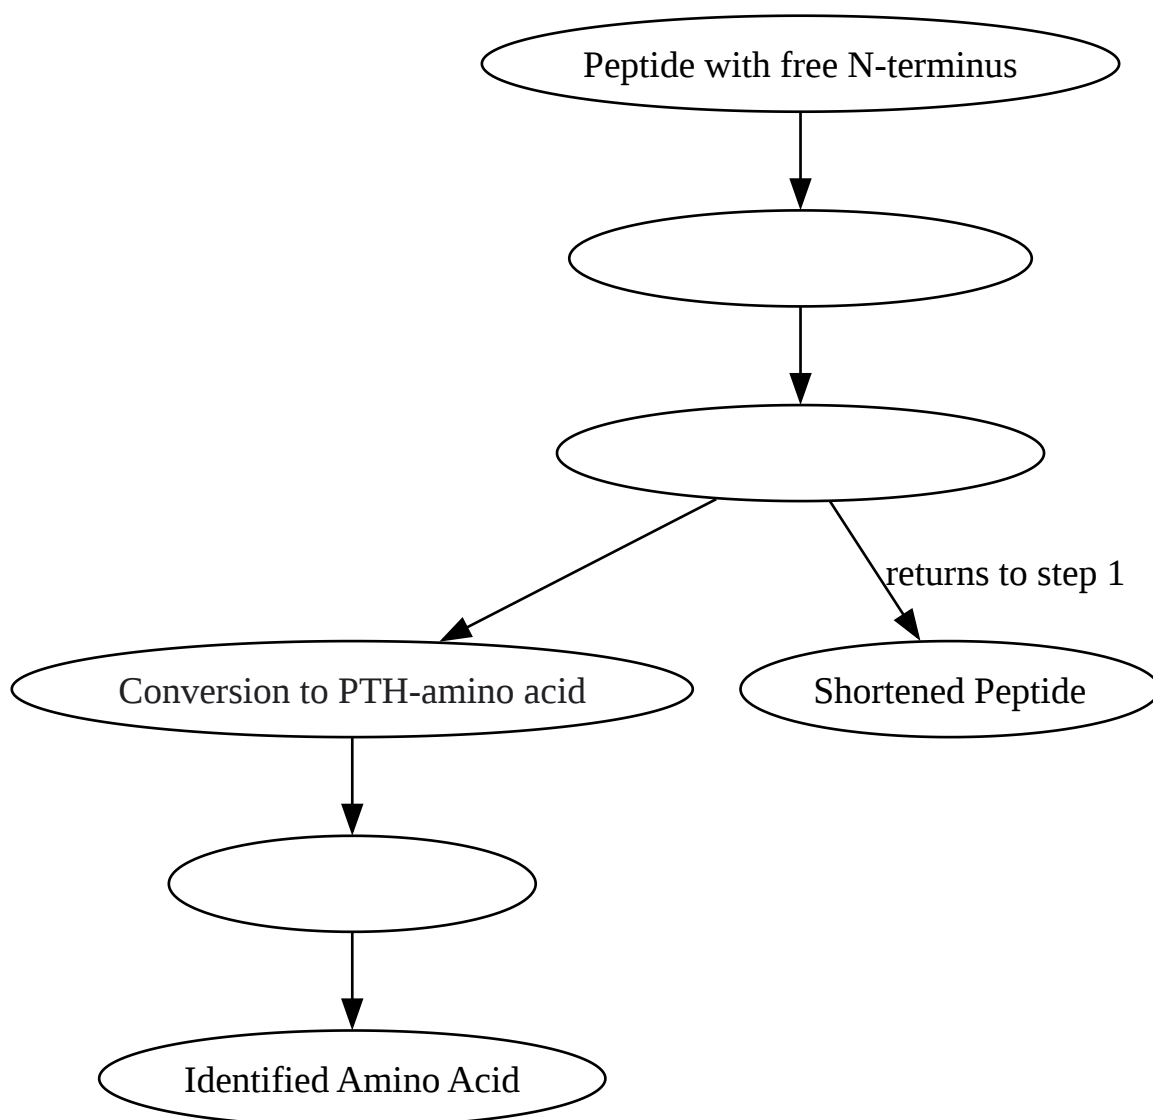 Peptide with free N-terminus
returns to step 1
Conversion to PTH-amino acid
Shortened Peptide
Identified Amino Acid